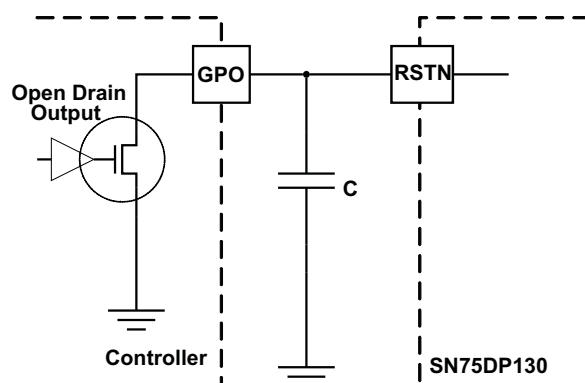 GPO
RSTN
Open Drain
Output
C
Controller
SN75DP130